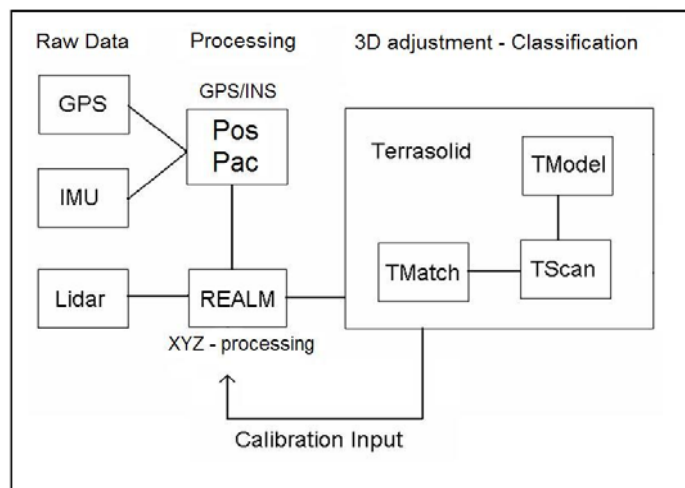 Raw Data
Processing
3D adjustment - Classification
GPS
GPS/INS
Pos
Pac
IMU
Terrasolid
TModel
TMatch
TScan
Lidar
REALM
XYZ - processing
Calibration Input